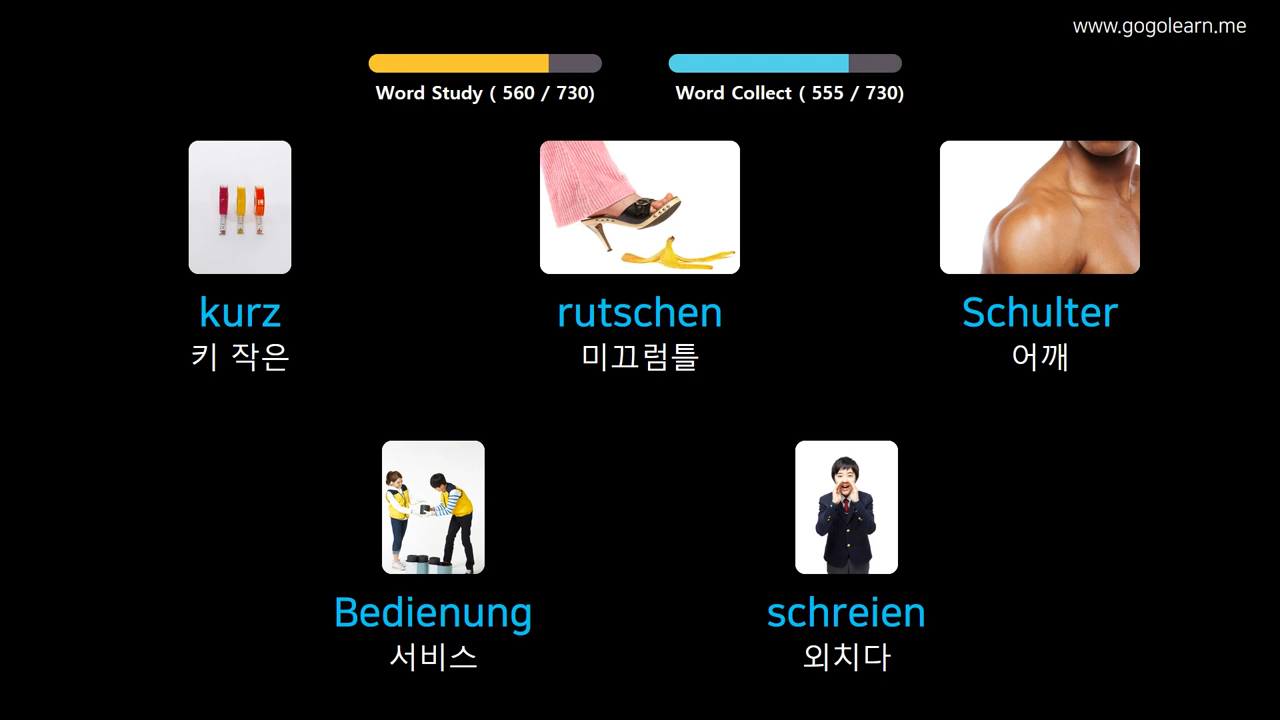 www.gogolearn.me
Word Study ( 560 / 730)
Word Collect ( 555 / 730)
kurz
키 작은
rutschen
미끄럼틀
Schulter
어깨
Bedienung
서비스
schreien
외치다